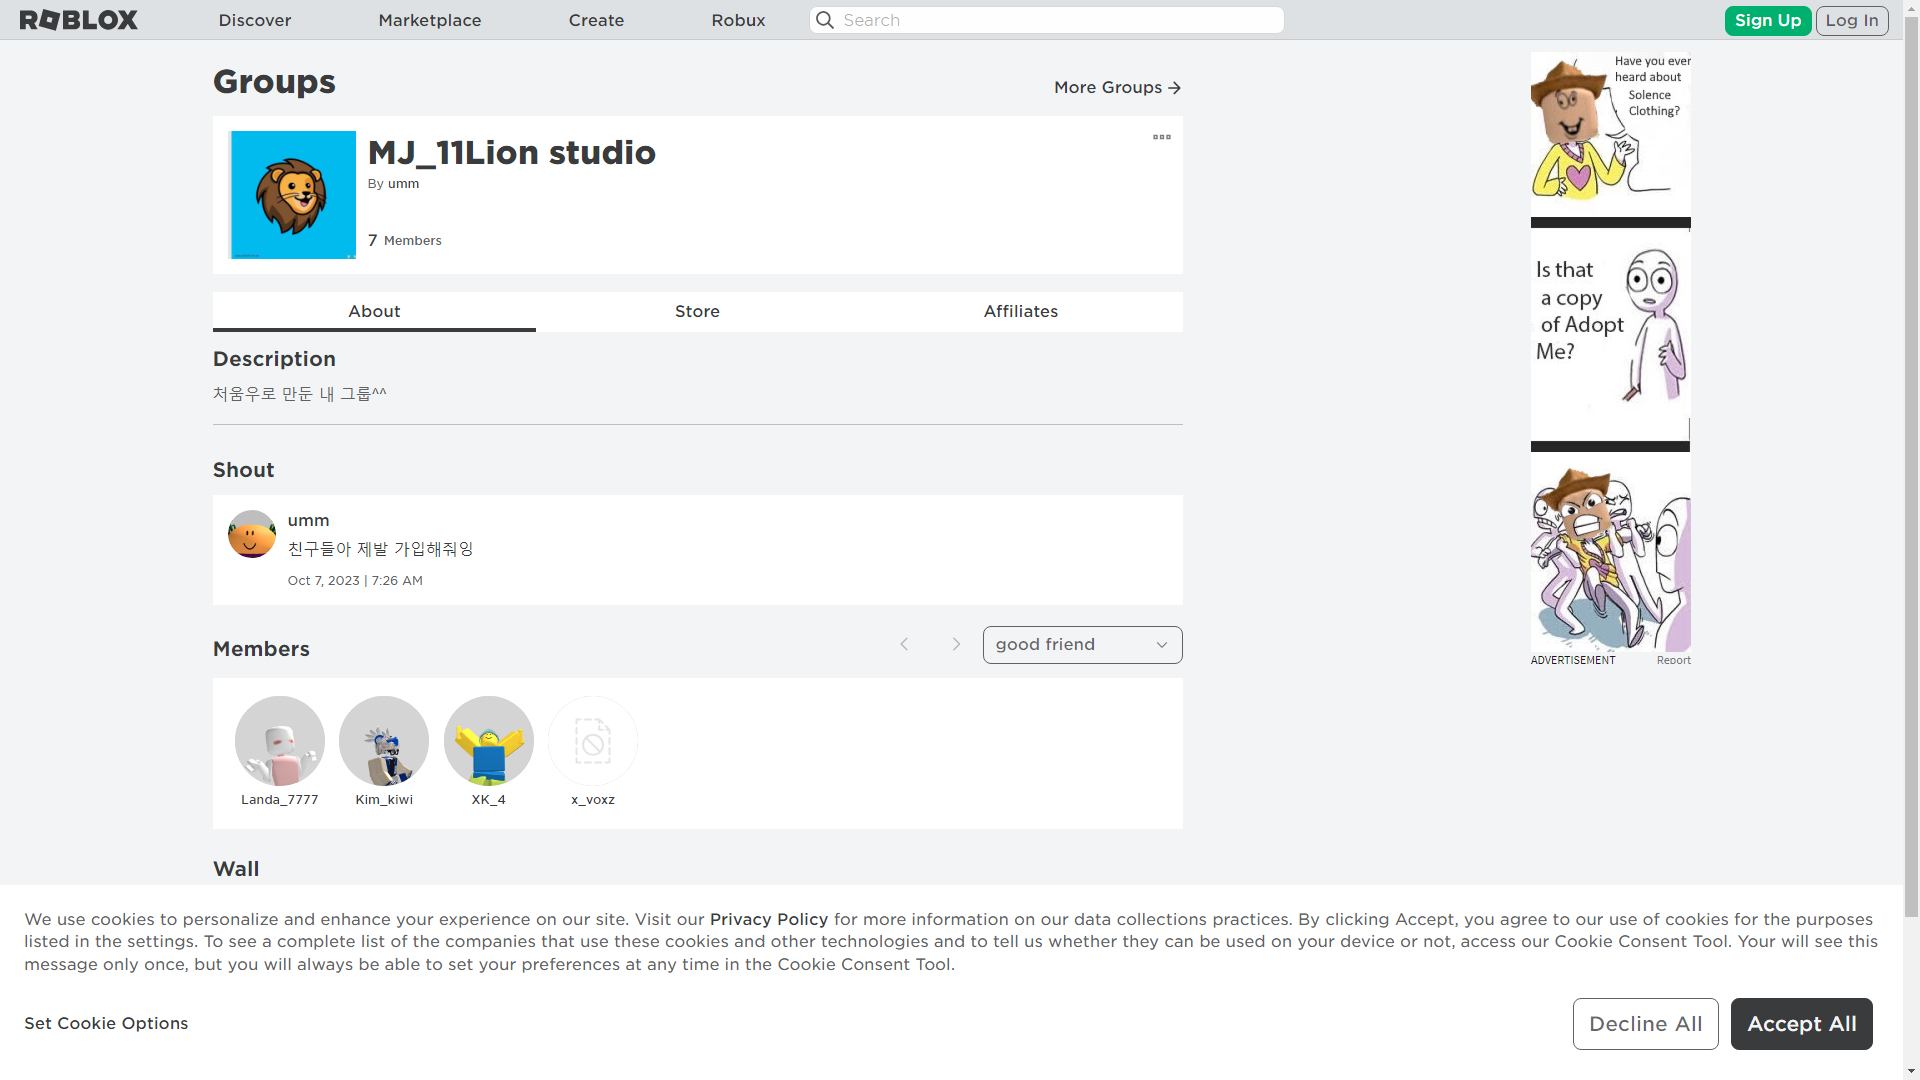 ROBLOX
Discover
Marketplace
Create
Robux
Search
Sign Up
Log In
Groups
More Groups
MJ_11Lion studio
By umm
7 Members
About
Store
Affiliates
Description
처움우로 만둔 내 그룹^^
Shout
umm
친구들아 제발 가입해줘잉
Oct 7, 2023 | 7:26 AM
Members
good friend
Landa_7777
Kim_kiwi
XK_4
x_voxz
Wall
Have you ever
heard about
Solence
Clothing?
Is that
a copy
of Adopt
Me?
ADVERTISEMENT
Report
We use cookies to personalize and enhance your experience on our site. Visit our Privacy Policy for more information on our data collections practices. By clicking Accept, you agree to our use of cookies for the purposes
listed in the settings. To see a complete list of the companies that use these cookies and other technologies and to tell us whether they can be used on your device or not, access our Cookie Consent Tool. Your will see this
message only once, but you will always be able to set your preferences at any time in the Cookie Consent Tool.
Set Cookie Options
Decline All
Accept All